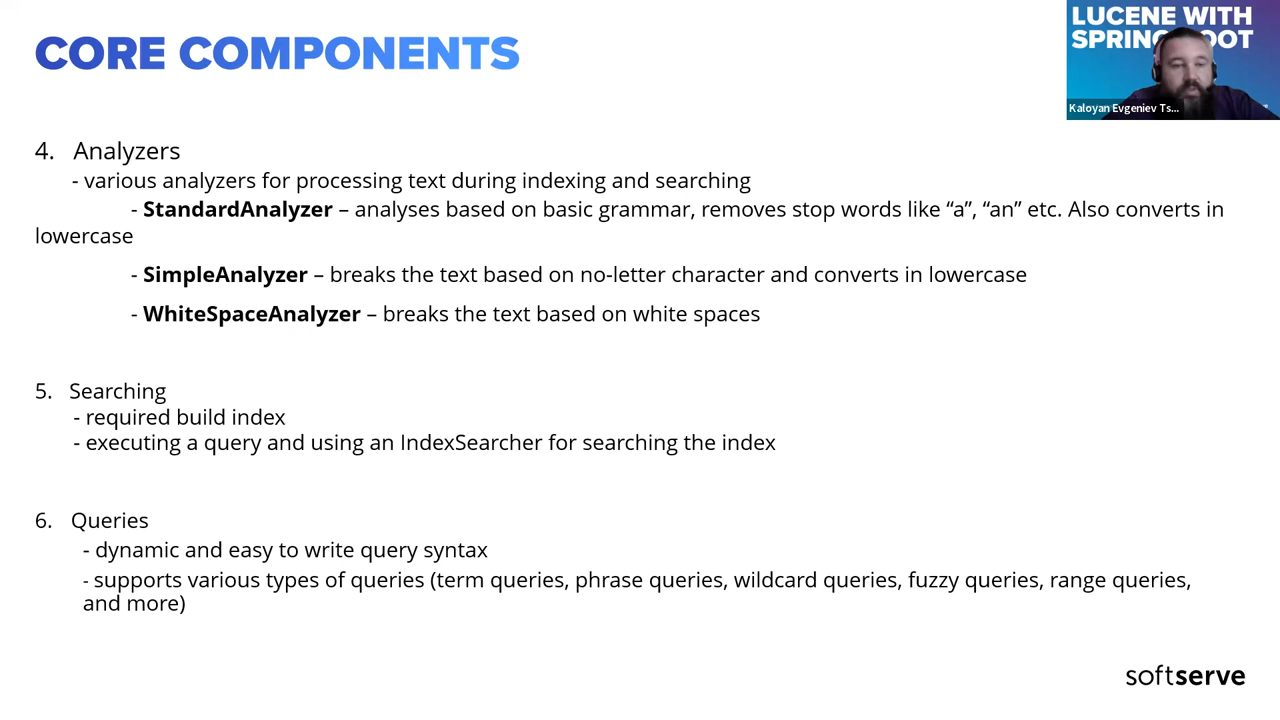 CORE COMPONENTS
LUCENE WITH
SPRING BOOT
Kaloyan Evgeniev Ts...
4. Analyzers
- various analyzers for processing text during indexing and searching
- StandardAnalyzer – analyses based on basic grammar, removes stop words like “a”, “an” etc. Also converts in
lowercase
- SimpleAnalyzer – breaks the text based on no-letter character and converts in lowercase
- WhiteSpaceAnalyzer – breaks the text based on white spaces
5. Searching
- required build index
- executing a query and using an IndexSearcher for searching the index
6. Queries
- dynamic and easy to write query syntax
- supports various types of queries (term queries, phrase queries, wildcard queries, fuzzy queries, range queries,
and more)
softserve